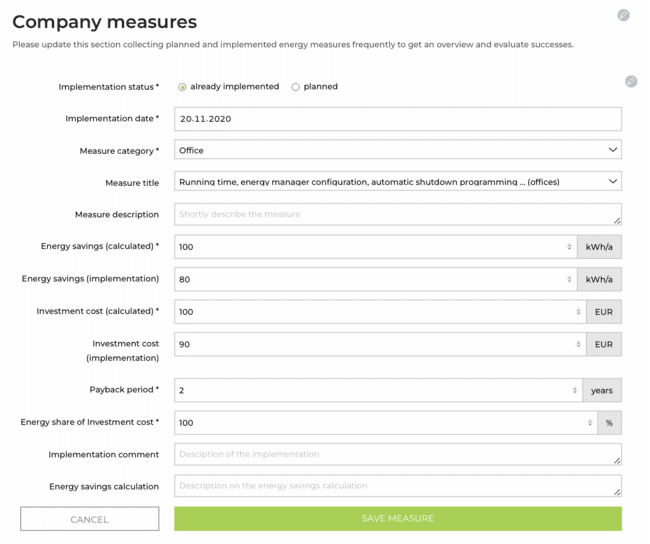 Company measures
Please update this section collecting planned and implemented energy measures frequently to get an overview and evaluate successes.
Implementation status * already implemented planned
Implementation date * 20.11.2020
Measure category * Office
Measure title Running time, energy manager configuration, automatic shutdown programming ... (offices)
Measure description Shortly describe the measure
Energy savings (calculated) * 100 kWh/a
Energy savings (implementation) 80 kWh/a
Investment cost (calculated) * 100 EUR
Investment cost
(implementation) 90 EUR
Payback period * 2 years
Energy share of Investment cost * 100 %
Implementation comment Desciption of the implementation
Energy savings calculation Description on the energy savings calculation
CANCEL SAVE MEASURE